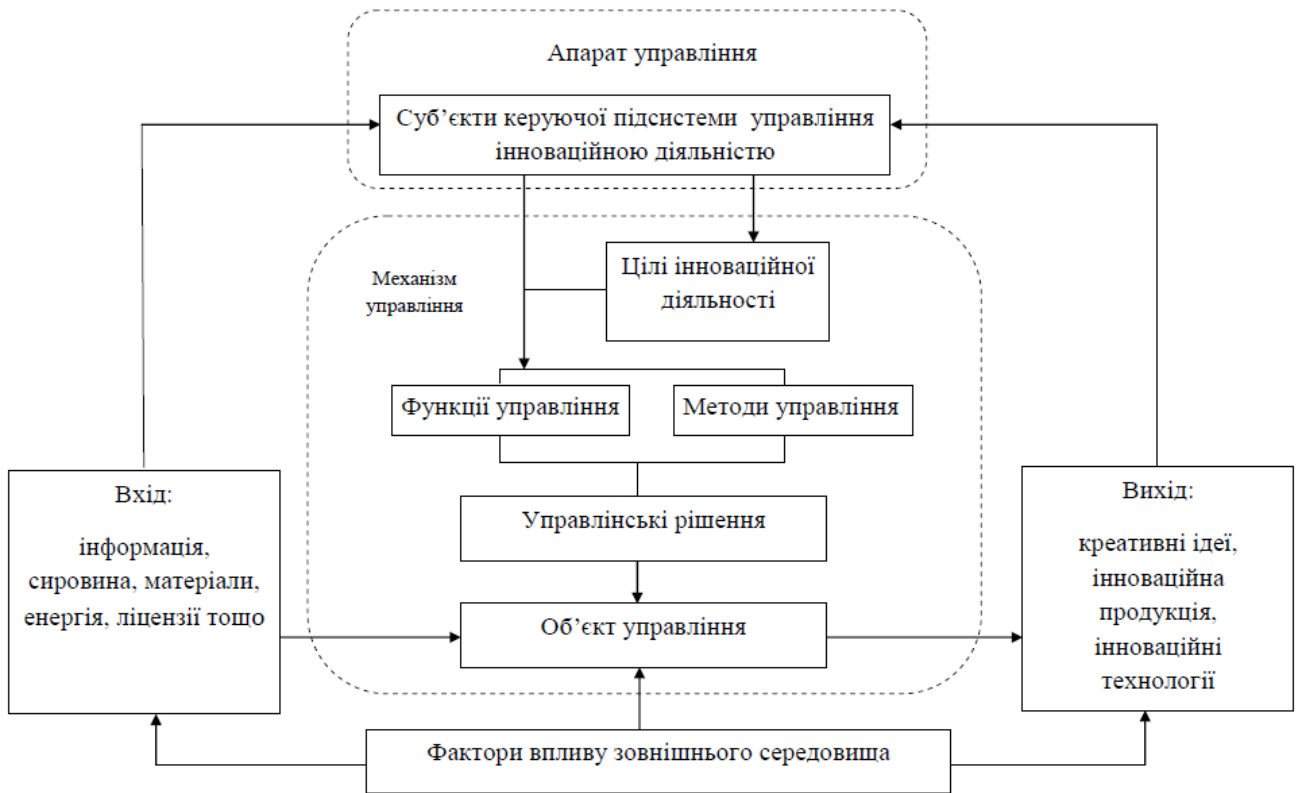 Апарат управління
Суб’єкти керуючої підсистеми управління
інноваційною діяльністю
Механізм
управління
Цілі інноваційної
діяльності
Функції управління
Методи управління
Вхід:
інформація,
сировина, матеріали,
енергія, ліцензії тощо
Управлінські рішення
Об’єкт управління
Вихід:
креативні ідеї,
інноваційна
продукція,
інноваційні
технології
Фактори впливу зовнішнього середовища